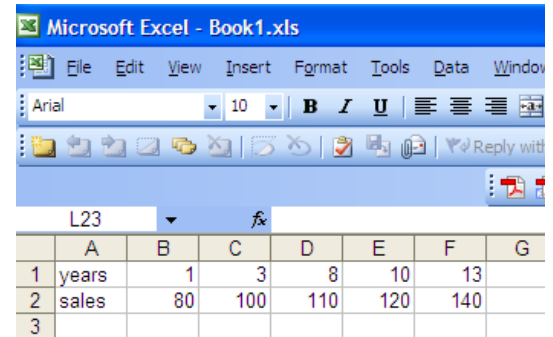 Microsoft Excel - Book1.xls
File Edit View Insert Format Tools Data
Arial 10 B I U
Reply with
L23 fx
A B C D E F G
1 years 1 3 8 10 13
2 sales 80 100 110 120 140
3